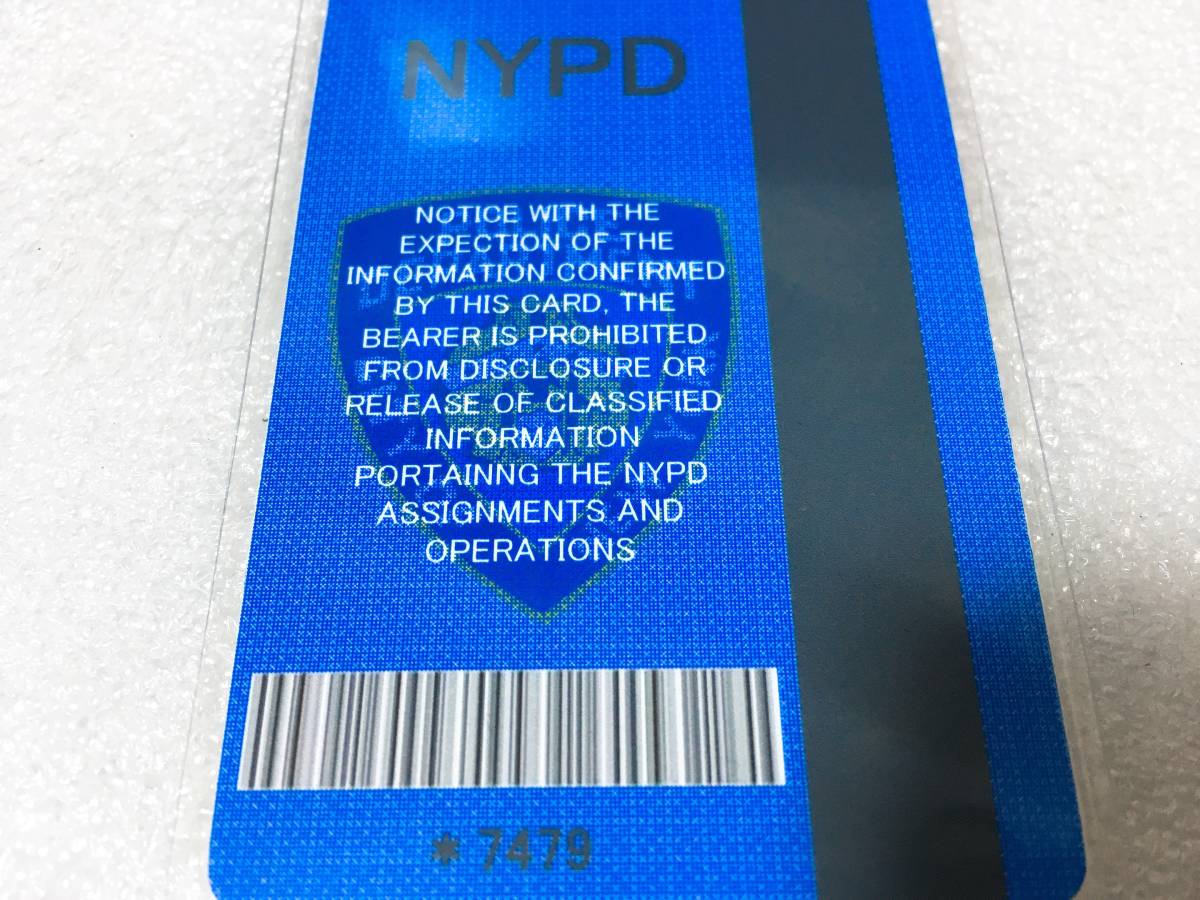 NYPD
NOTICE WITH THE
EXPECTION OF THE
INFORMATION CONFIRMED
BY THIS CARD, THE
BEARER IS PROHIBITED
FROM DISCLOSURE OR
RELEASE OF CLASSIFIED
INFORMATION
PORTAINNG THE NYPD
ASSIGNMENTS AND
OPERATIONS
* 7479